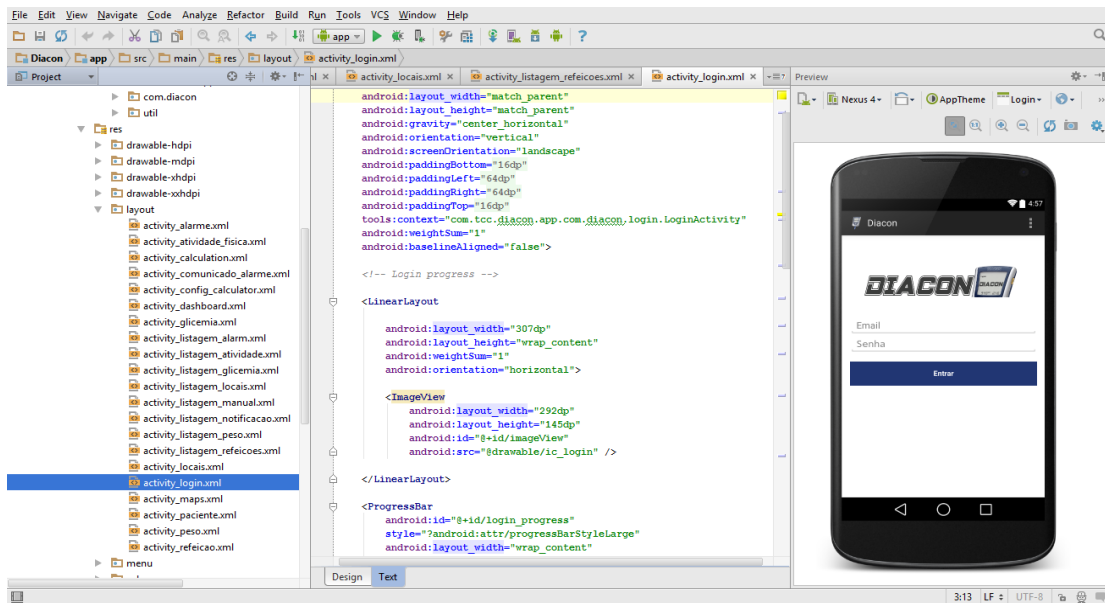 File Edit View Navigate Code Analyze Refactor Build Run Tools VCS Window Help
app
Diacon app src main res layout activity_login.xml
Project
activity_locais.xml activity_listagem_refeicoes.xml activity_login.xml
Preview
Nexus 4 AppTheme Login
com.diacon
util
res
drawable-hdpi
drawable-mdpi
drawable-xhdpi
drawable-xxhdpi
layout
activity_alarme.xml
activity_atividade_fisica.xml
activity_calculation.xml
activity_comunicado_alarme.xml
activity_config_calculator.xml
activity_dashboard.xml
activity_glicemia.xml
activity_listagem_alarm.xml
activity_listagem_atividade.xml
activity_listagem_glicemia.xml
activity_listagem_locais.xml
activity_listagem_manual.xml
activity_listagem_notificacao.xml
activity_listagem_peso.xml
activity_listagem_refeicoes.xml
activity_locais.xml
activity_login.xml
activity_maps.xml
activity_paciente.xml
activity_peso.xml
activity_refeicao.xml
menu
android:layout_width="match_parent"
android:layout_height="match_parent"
android:gravity="center_horizontal"
android:orientation="vertical"
android:screenOrientation="landscape"
android:paddingBottom="16dp"
android:paddingLeft="64dp"
android:paddingRight="64dp"
android:paddingTop="16dp"
tools:context="com.tcc.diacon.app.com.diacon.login.LoginActivity"
android:weightSum="1"
android:baselineAligned="false">
<!-- Login progress -->
<LinearLayout
android:layout_width="307dp"
android:layout_height="wrap_content"
android:weightSum="1"
android:orientation="horizontal">
<ImageView
android:layout_width="292dp"
android:layout_height="145dp"
android:id="@+id/imageView"
android:src="@drawable/ic_login" />
</LinearLayout>
<ProgressBar
android:id="@+id/login_progress"
style="?android:attr/progressBarStyleLarge"
android:layout_width="wrap_content"
Design Text
4:57
Diacon
DIACON
DIACON
Email
Senha
Entrar
3:13 LF UTF-8